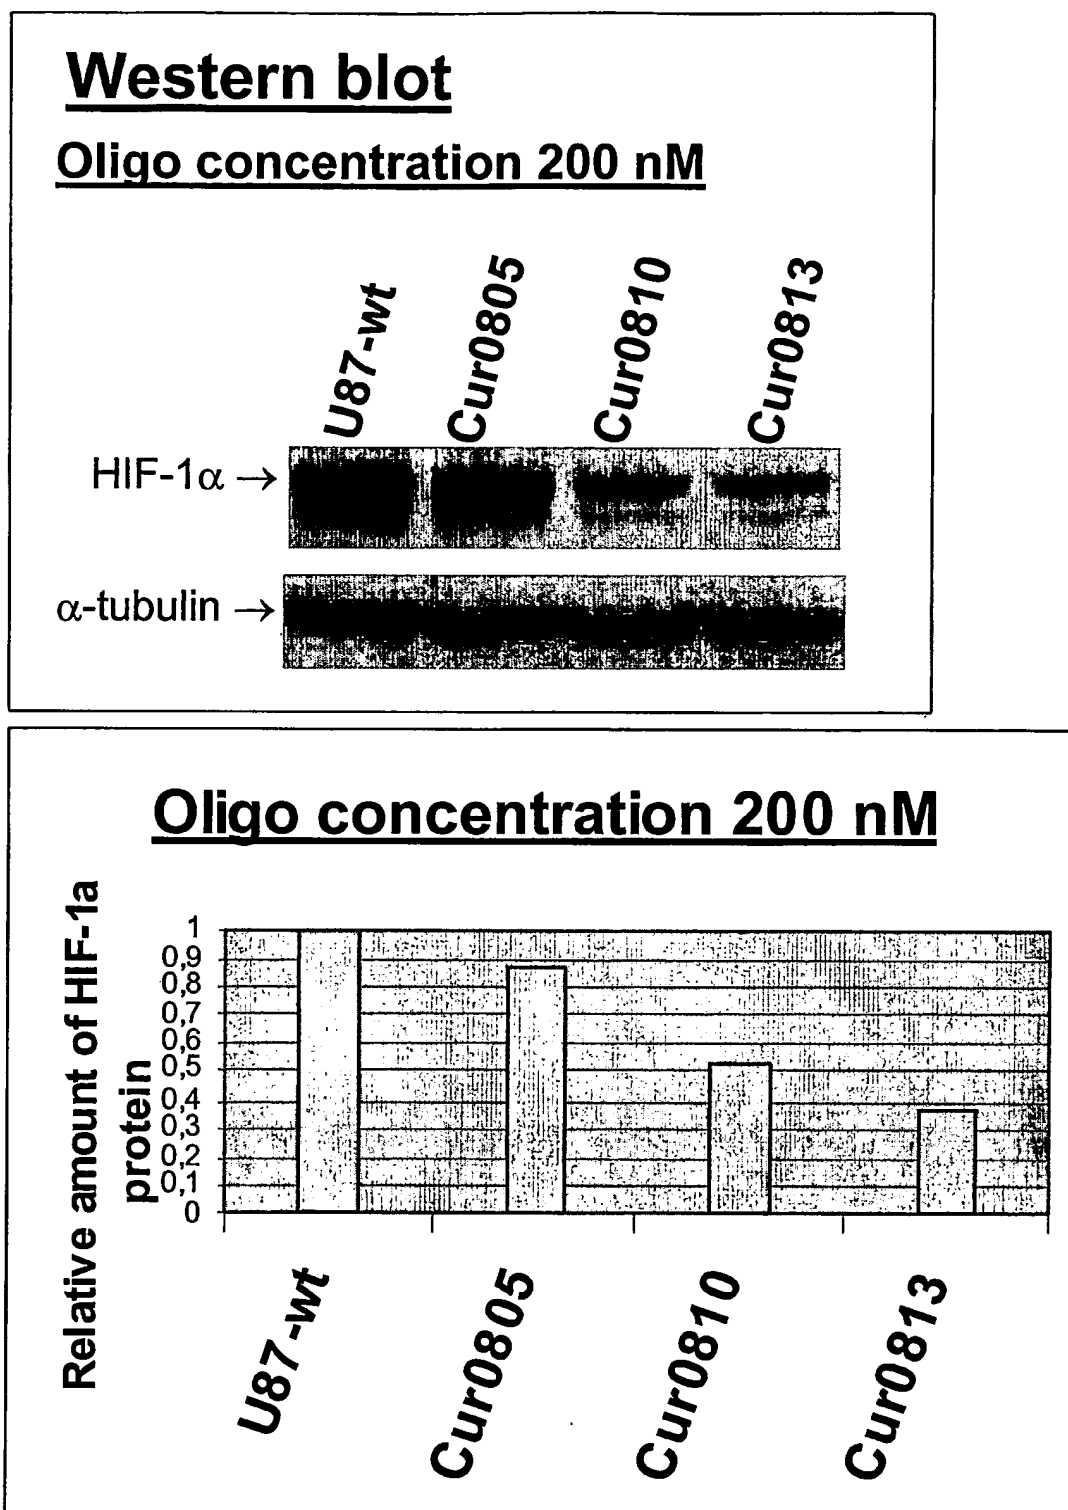 Western blot
Oligo concentration 200 nM
U87-wt
Cur0805
Cur0810
Cur0813
HIF-1α →
α-tubulin →
Oligo concentration 200 nM
Relative amount of HIF-1a
protein
1
0,9
0,8
0,7
0,6
0,5
0,4
0,3
0,2
0,1
0
U87-wt
Cur0805
Cur0810
Cur0813